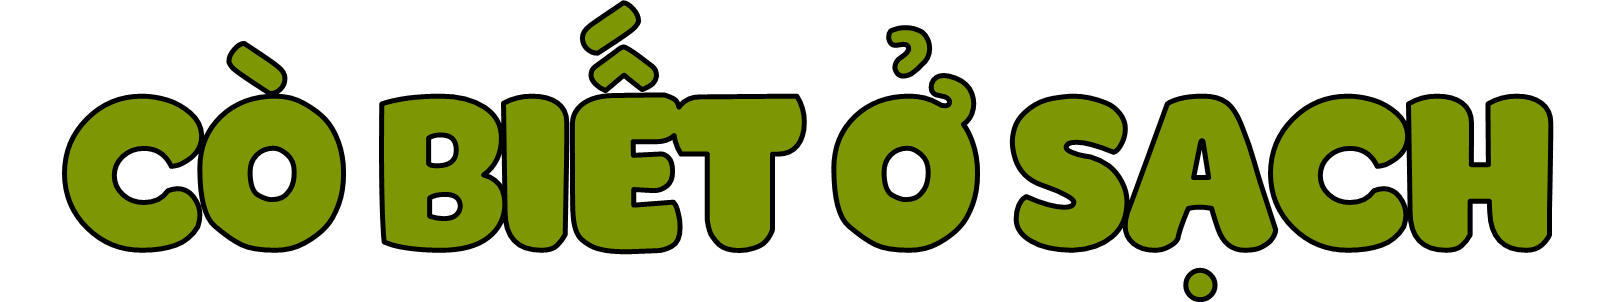 CÒ BIẾT Ở SẠCH